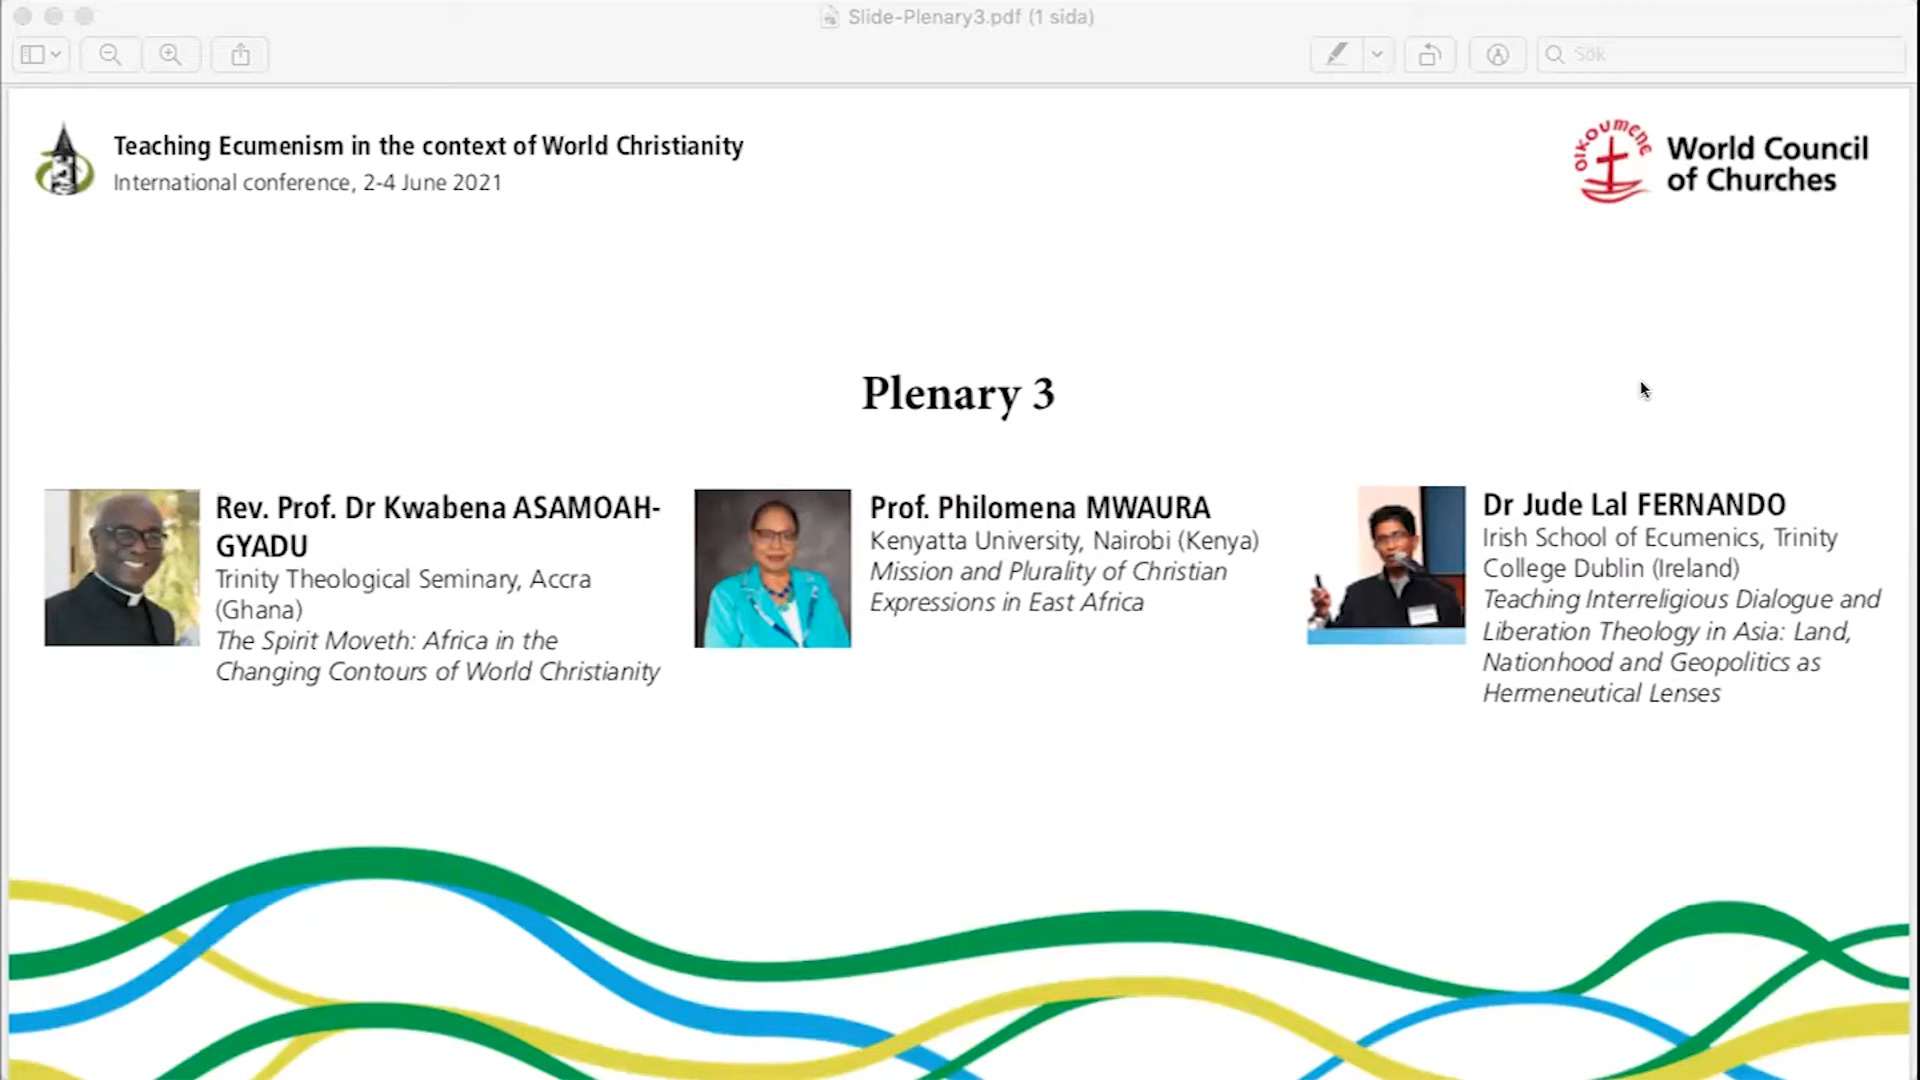 Slide-Plenary3.pdf (1 sida)
Sök
Teaching Ecumenism in the context of World Christianity
International conference, 2-4 June 2021
OIKOUMENE
World Council
of Churches
Plenary 3
Rev. Prof. Dr Kwabena ASAMOAH-
GYADU
Trinity Theological Seminary, Accra
(Ghana)
The Spirit Moveth: Africa in the
Changing Contours of World Christianity
Prof. Philomena MWAURA
Kenyatta University, Nairobi (Kenya)
Mission and Plurality of Christian
Expressions in East Africa
Dr Jude Lal FERNANDO
Irish School of Ecumenics, Trinity
College Dublin (Ireland)
Teaching Interreligious Dialogue and
Liberation Theology in Asia: Land,
Nationhood and Geopolitics as
Hermeneutical Lenses